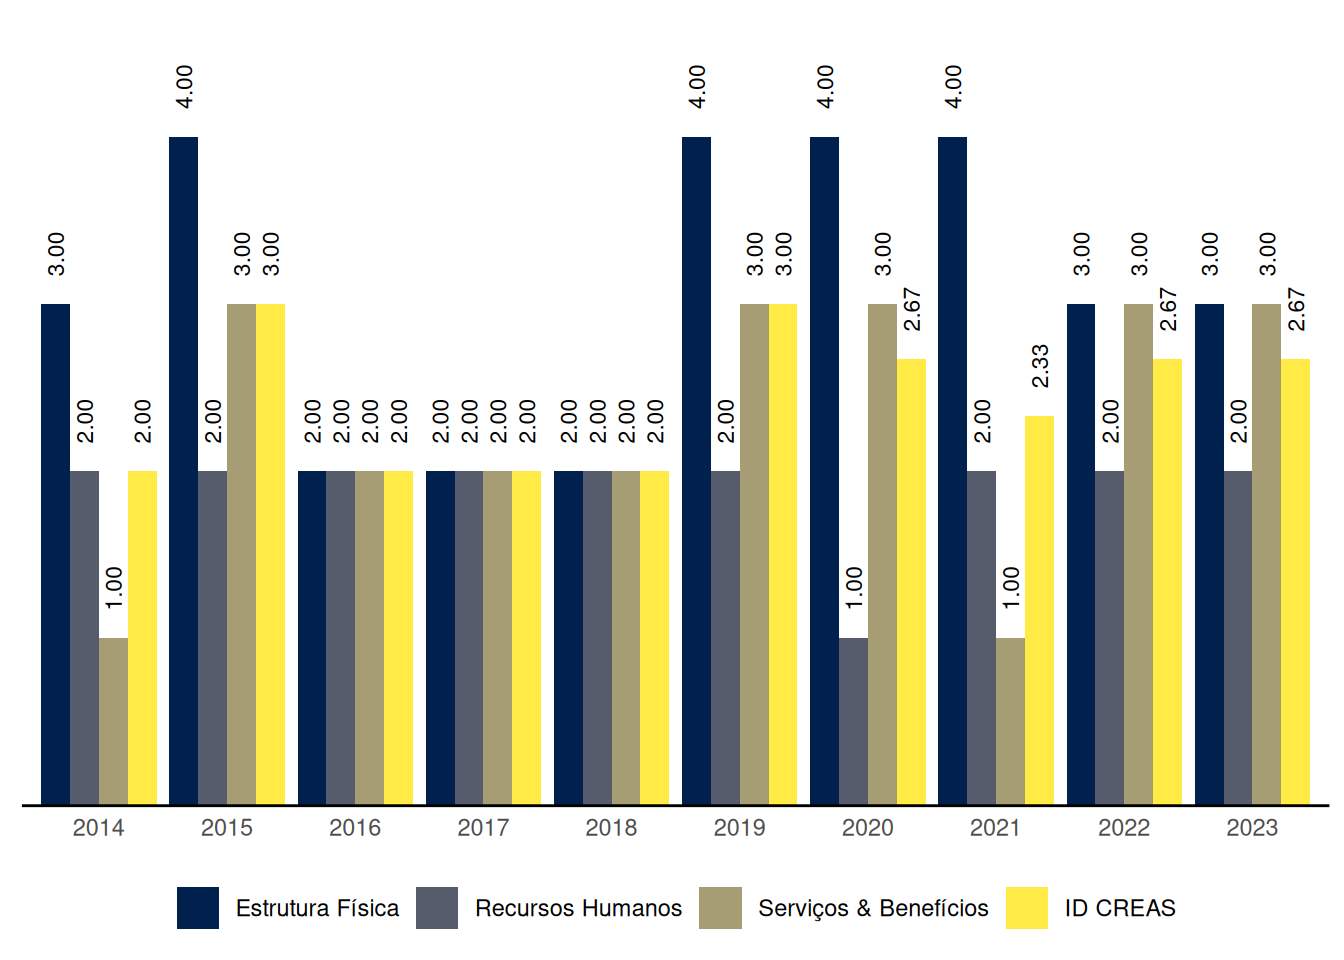 4.00 4.00 4.00 4.00
3.00 3.00 3.00 3.00 3.00 3.00 3.00 3.00 3.00 3.00
2.67 2.67 2.67
2.33
2.00 2.00 2.00 2.00 2.00 2.00 2.00 2.00 2.00 2.00 2.00 2.00 2.00 2.00 2.00 2.00 2.00 2.00 2.00
1.00 1.00 1.00
2014 2015 2016 2017 2018 2019 2020 2021 2022 2023
Estrutura Física Recursos Humanos Serviços & Benefícios ID CREAS